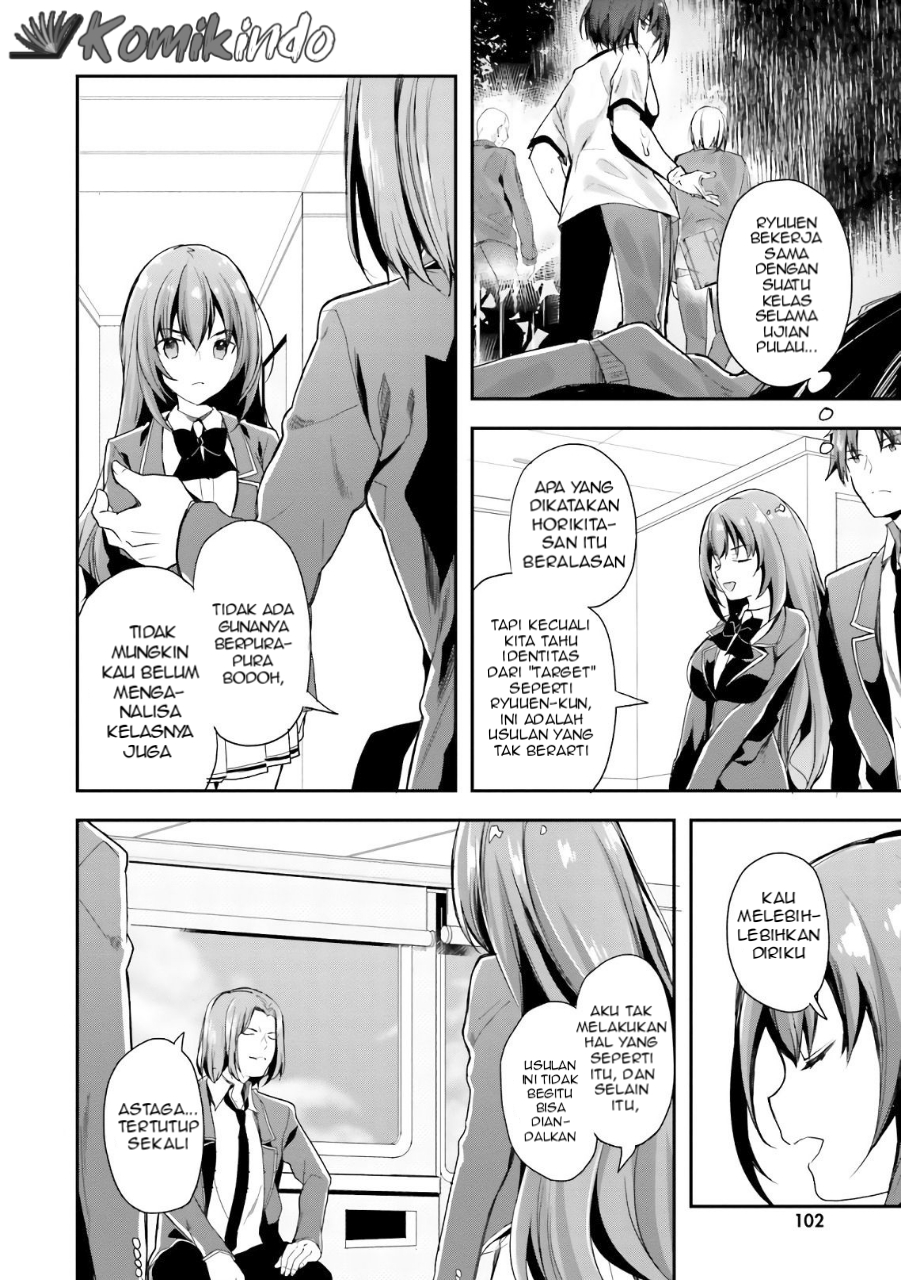 Komikindo
RYUUEN
BEKERJA
SAMA
DENGAN
SUATU
KELAS
SELAMA
UJIAN
PULAU...
APA YANG
DIKATAKAN
HORIKITA-
SAN ITU
BERALASAN
TAPI KECUALI
KITA TAHU
IDENTITAS
DARI "TARGET"
SEPERTI
RYUUEN-KUN,
INI ADALAH
USULAN YANG
TAK BERARTI
TIDAK ADA
GUNANYA
BERPURA-
PURA
BODOH,
TIDAK
MUNGKIN
KAU BELUM
MENGA-
NALISA
KELASNYA
JUGA
KAU
MELEBIH-
LEBIHKAN
DIRIKU
AKU TAK
MELAKUKAN
HAL YANG
SEPERTI
ITU, DAN
SELAIN
ITU,
USULAN
INI TIDAK
BEGITU
BISA
DIAN-
DALKAN
ASTAGA...
TERTUTUP
SEKALI
102